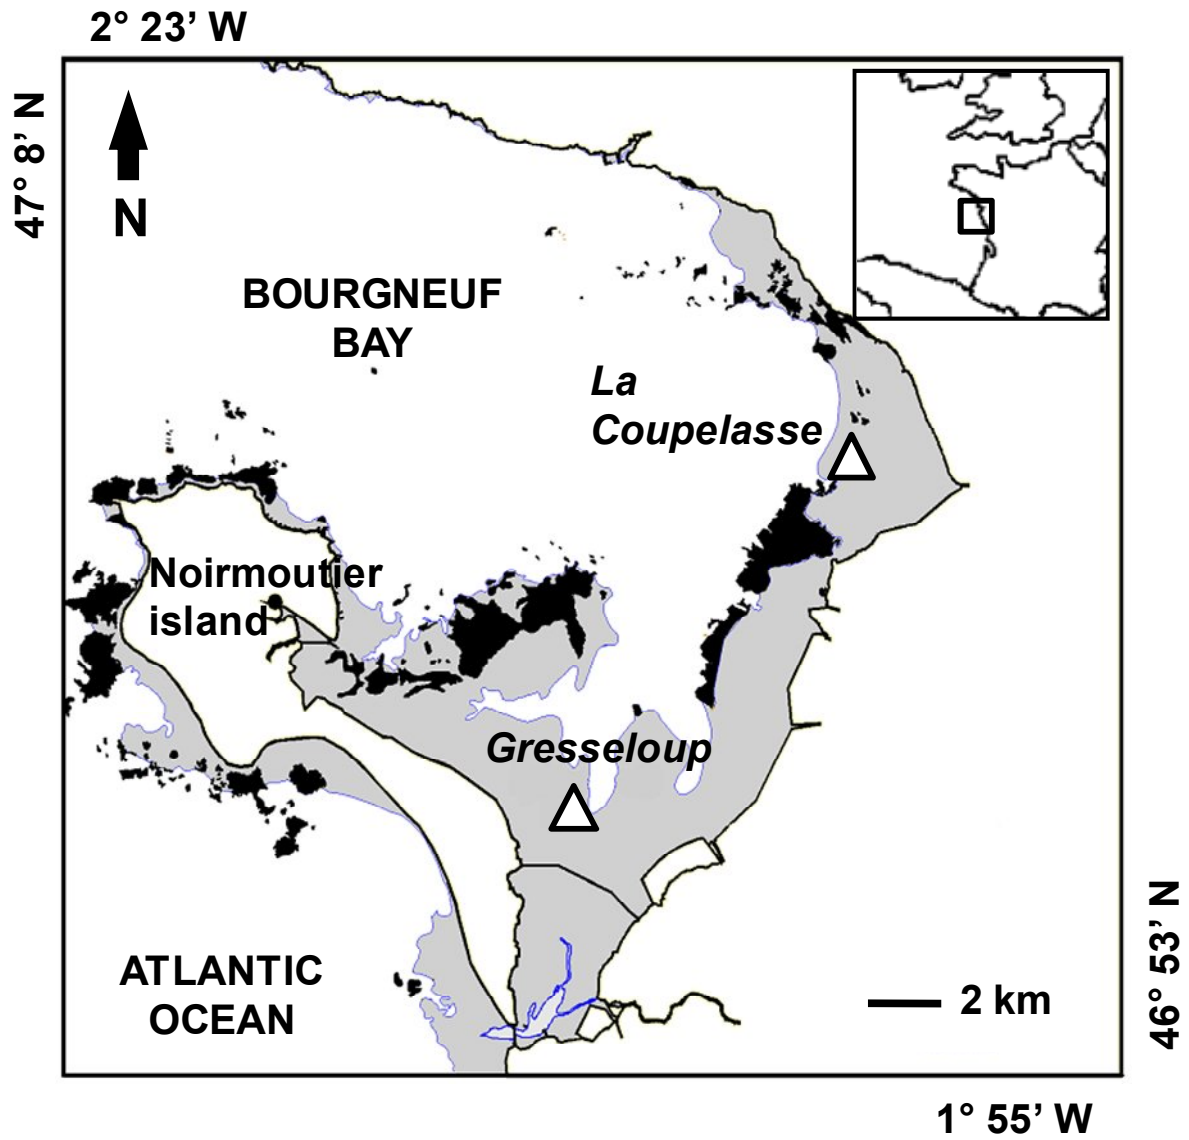 2° 23’ W
47° 8’ N
N
BOURGNEUF
BAY
La
Coupelasse
Noirmoutier
island
Gresseloup
ATLANTIC
OCEAN
2 km
46° 53’ N
1° 55’ W